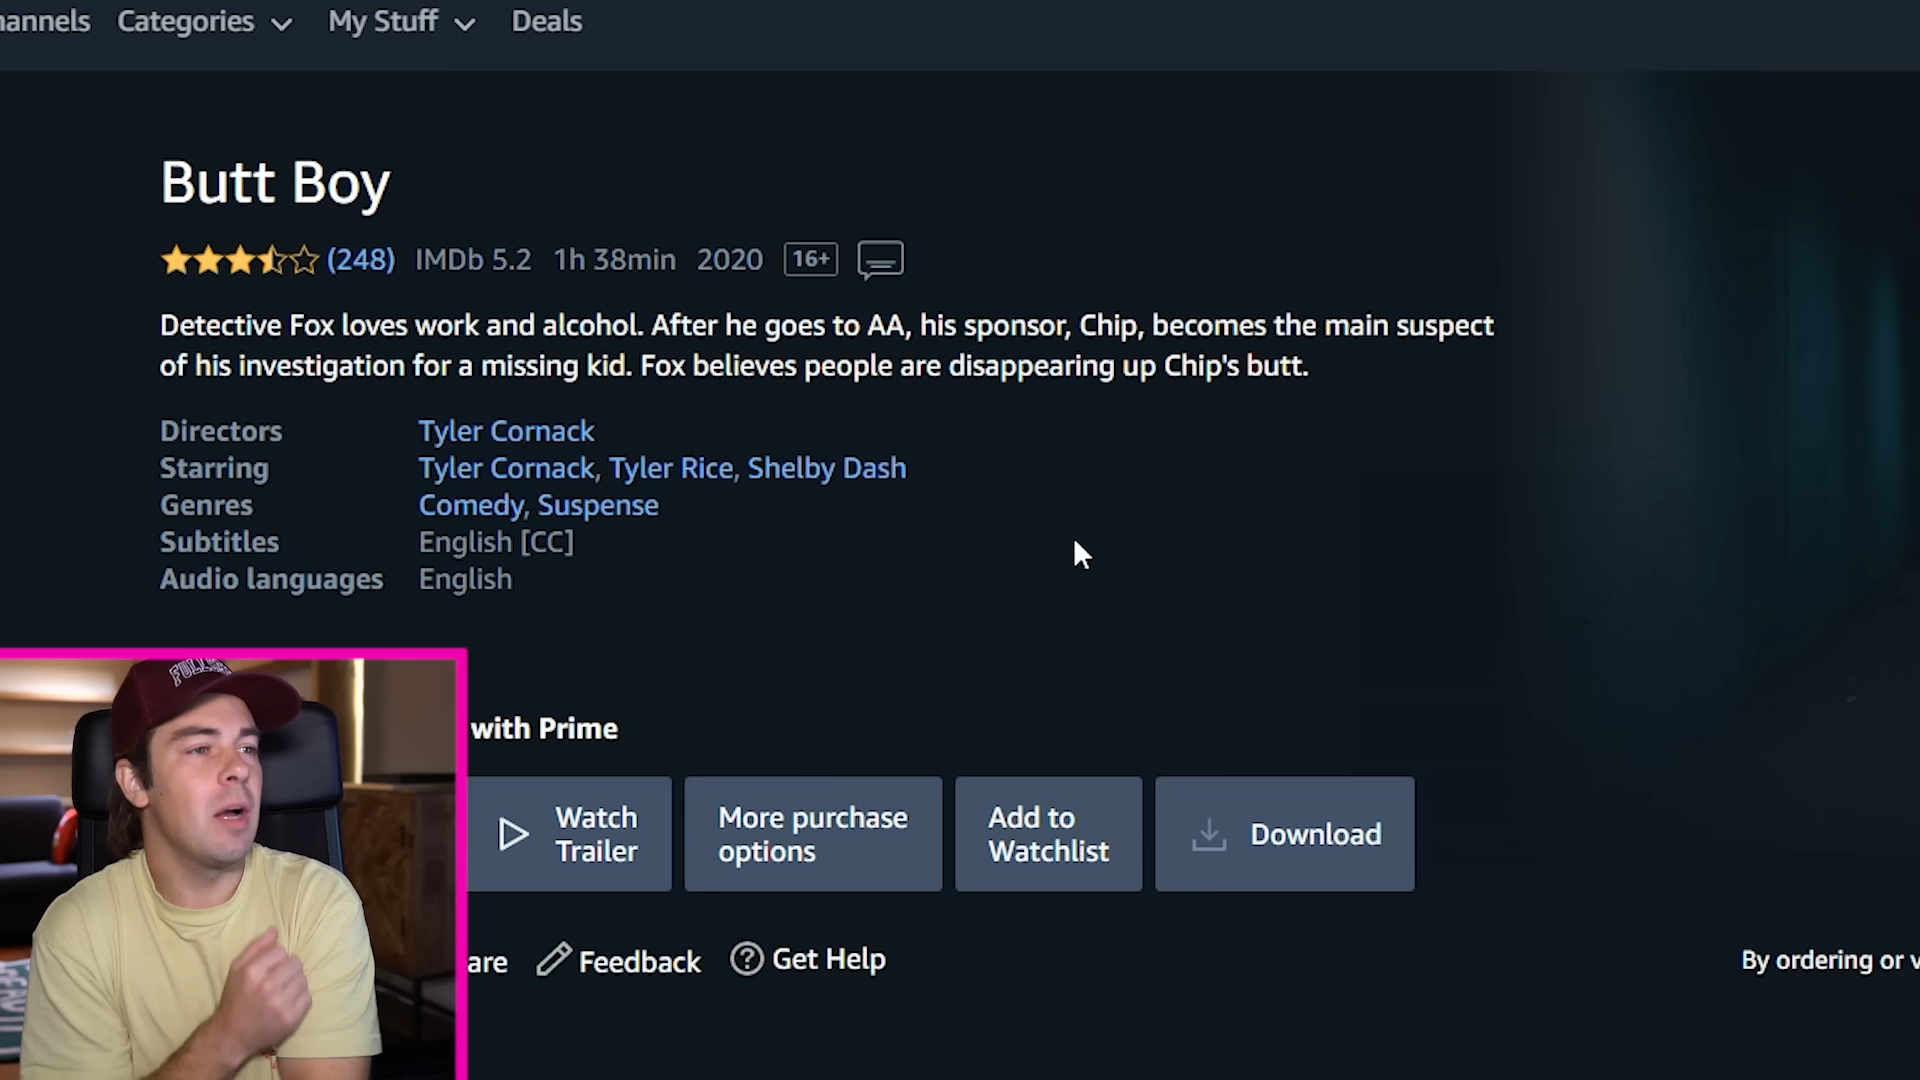 Categories
My Stuff
Deals
Butt Boy
(248) IMDb 5.2 1h 38min 2020 16+
Detective Fox loves work and alcohol. After he goes to AA, his sponsor, Chip, becomes the main suspect
of his investigation for a missing kid. Fox believes people are disappearing up Chip's butt.
Directors Tyler Cornack
Starring Tyler Cornack, Tyler Rice, Shelby Dash
Genres Comedy, Suspense
Subtitles English [CC]
Audio languages English
with Prime
Watch
Trailer
More purchase
options
Add to
Watchlist
Download
Feedback
Get Help
By ordering or